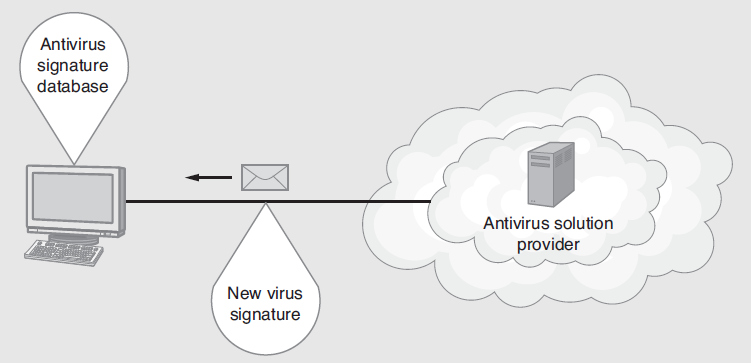 Antivirus
signature
database
Antivirus solution
provider
New virus
signature